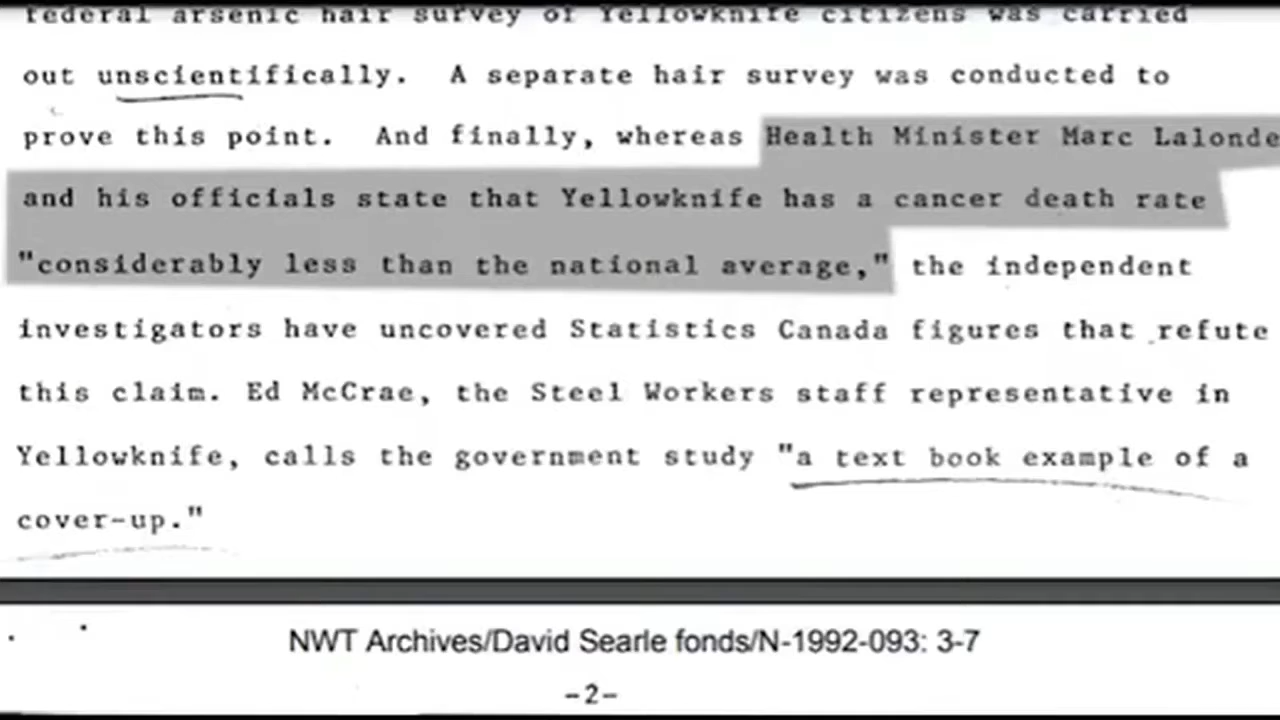 federal arsenic hair survey of Yellowknife citizens was carried
out unscientifically. A separate hair survey was conducted to
prove this point. And finally, whereas Health Minister Marc Lalonde
and his officials state that Yellowknife has a cancer death rate
"considerably less than the national average," the independent
investigators have uncovered Statistics Canada figures that refute
this claim. Ed McCrae, the Steel Workers staff representative in
Yellowknife, calls the government study "a text book example of a
cover-up."
NWT Archives/David Searle fonds/N-1992-093: 3-7
-2-